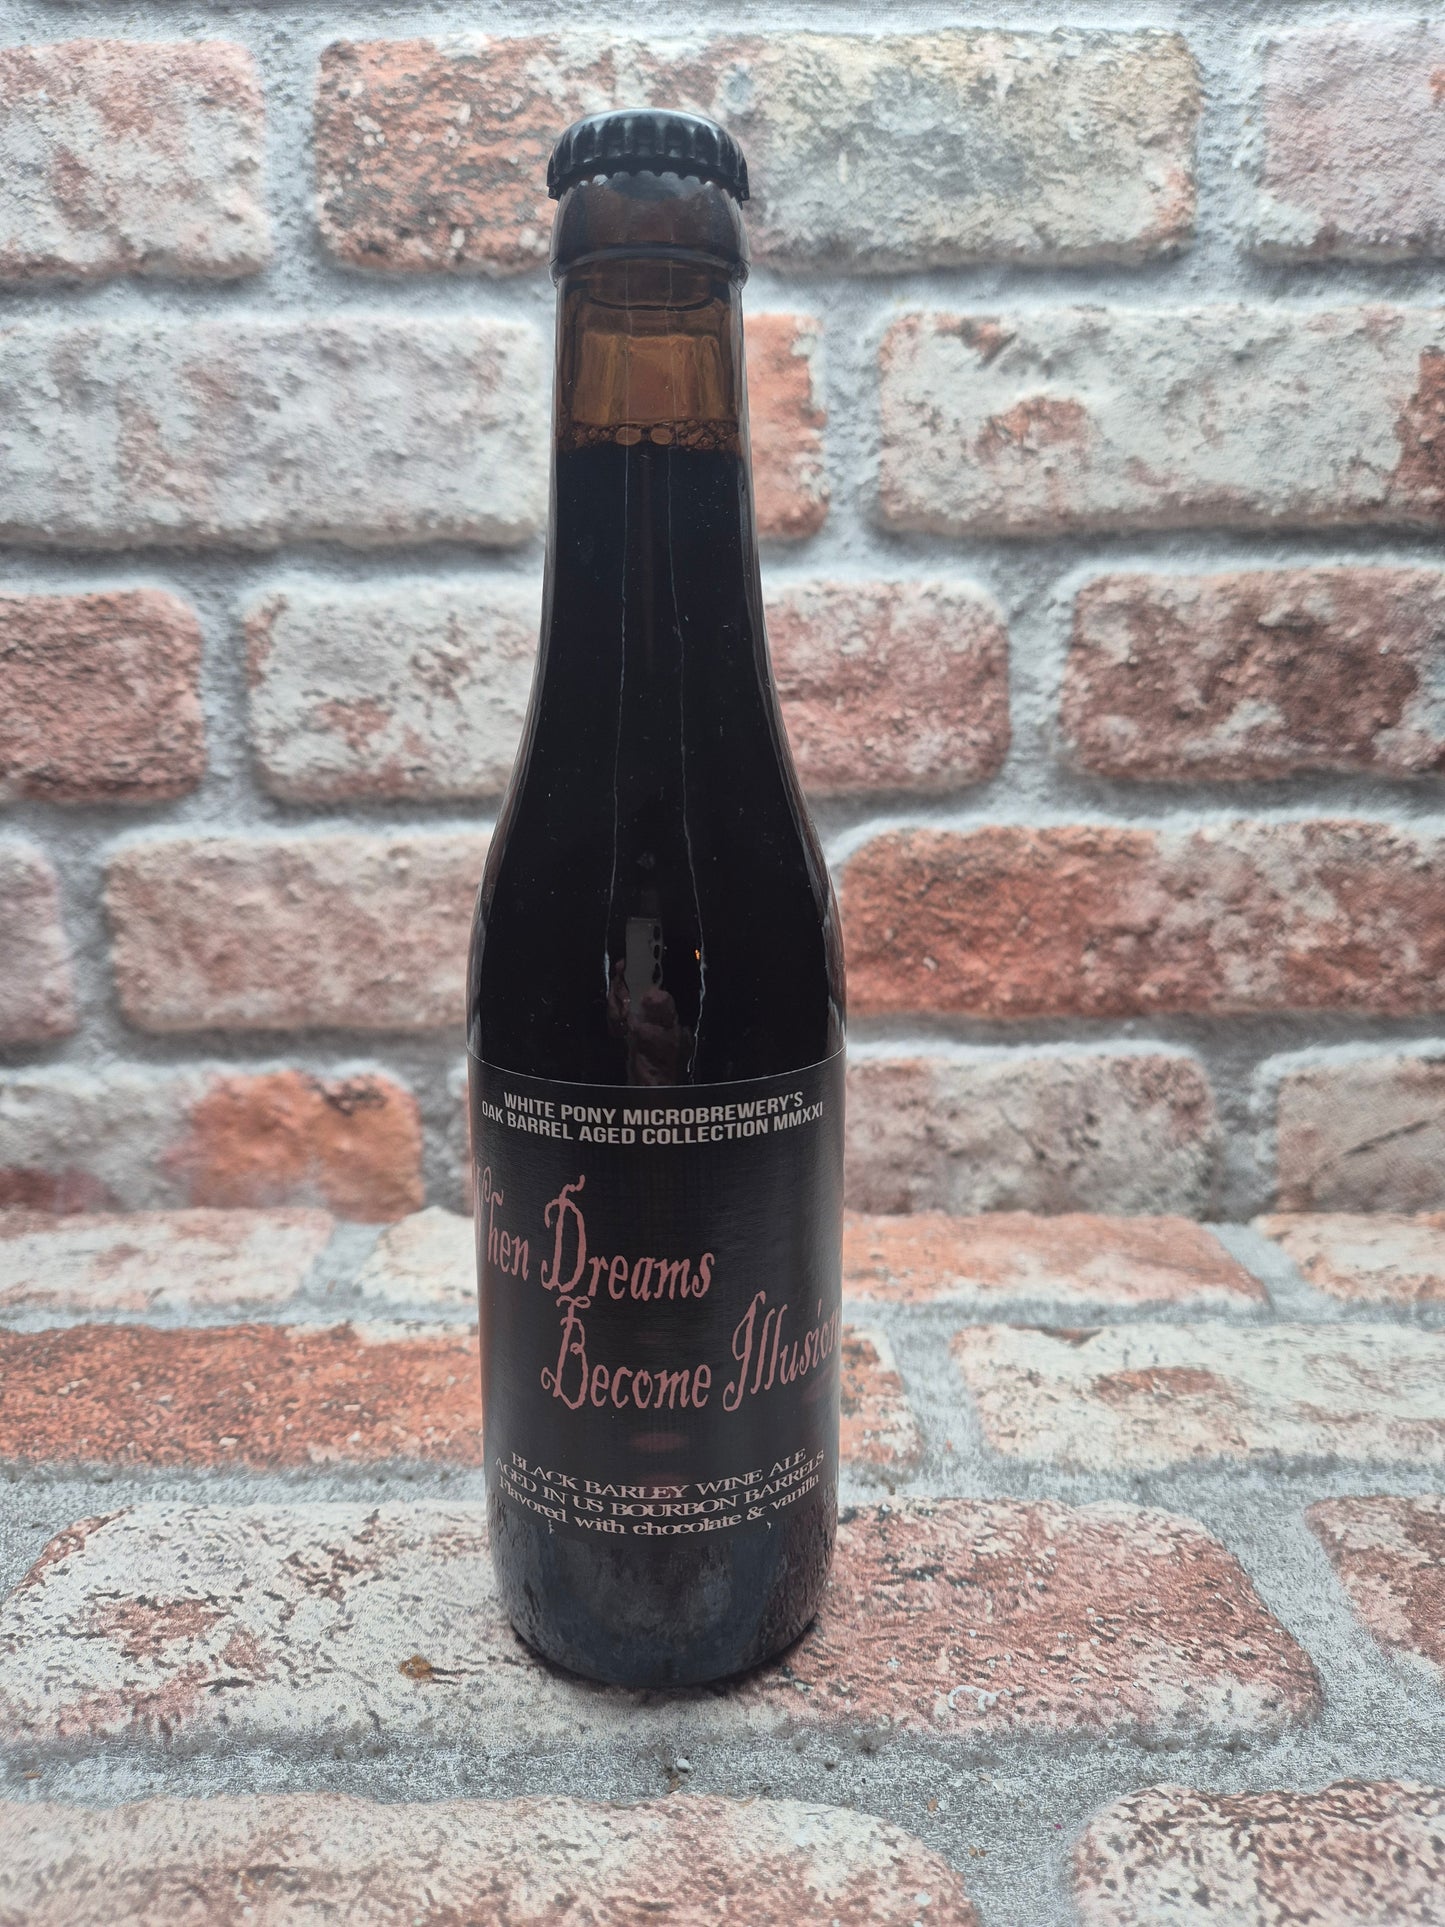 WHITE PONY MICROBREWERY'S
OAK BARREL AGED COLLECTION MMXXI
When Dreams
Become Illusion
BLACK BARLEY WINE ALE
AGED IN US BOURBON BARRELS
Flavored with chocolate & vanilla